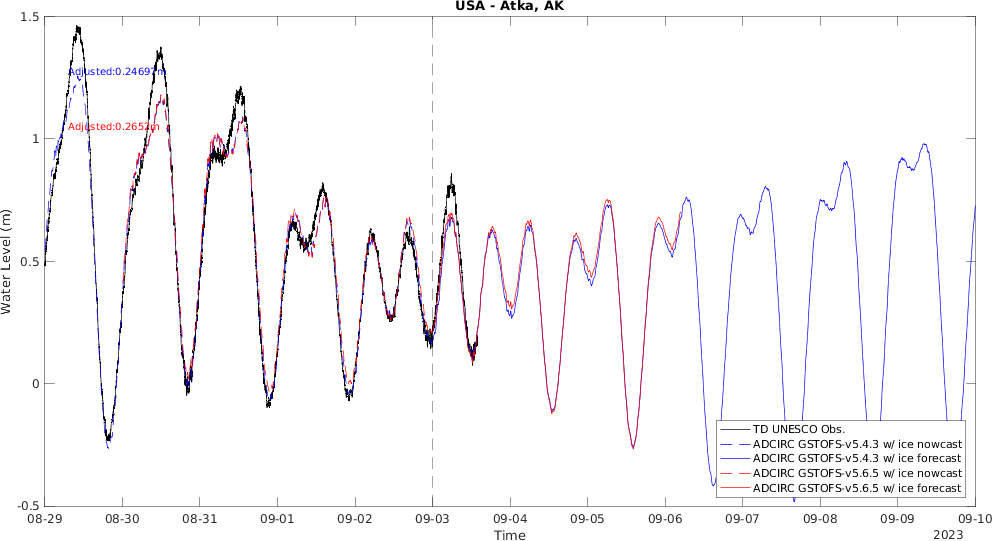 USA - Atka, AK
1.5
1
0.5
0
-0.5
Water Level (m)
Adjusted:0.24697m
Adjusted:0.2652m
TD UNESCO Obs.
ADCIRC GSTOFS-v5.4.3 w/ ice nowcast
ADCIRC GSTOFS-v5.4.3 w/ ice forecast
ADCIRC GSTOFS-v5.6.5 w/ ice nowcast
ADCIRC GSTOFS-v5.6.5 w/ ice forecast
08-29 08-30 08-31 09-01 09-02 09-03 09-04 09-05 09-06 09-07 09-08 09-09 09-10
Time
2023